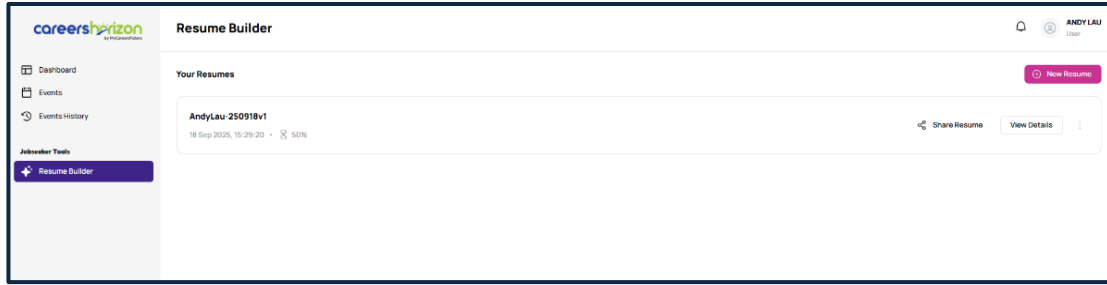 careershorizon
by MyCareersFuture
Resume Builder
ANDY LAU
User
Dashboard
Events
Events History
Jobseeker Tools
Resume Builder
Your Resumes
New Resume
AndyLau-250918v1
18 Sep 2025, 15:29:20 • 50%
Share Resume
View Details